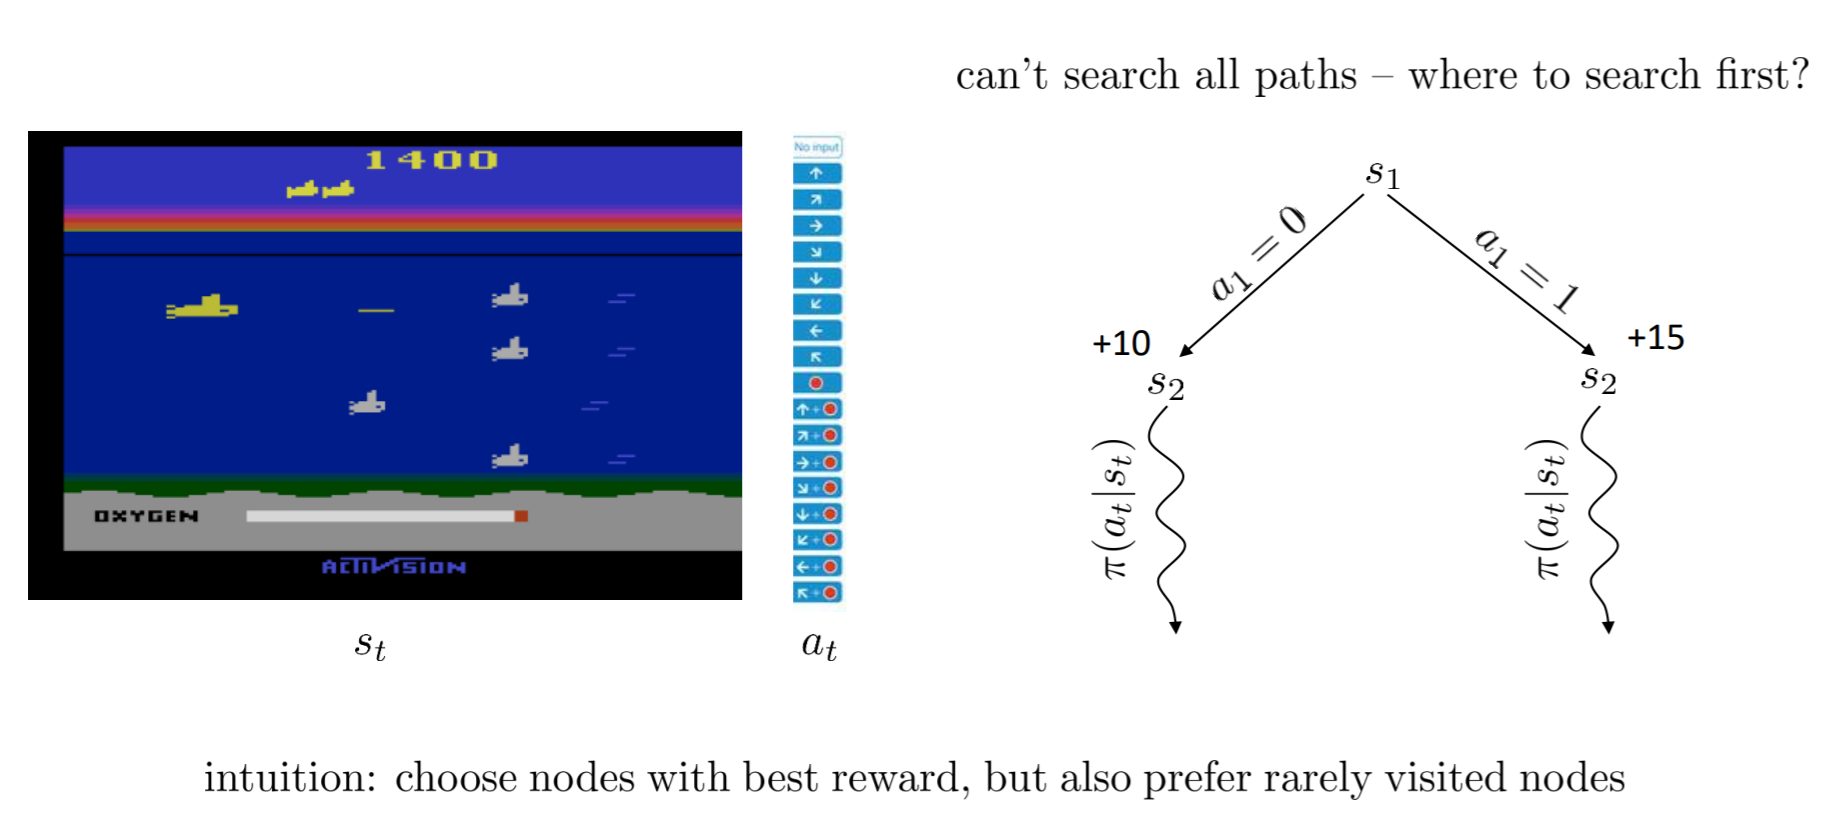 can't search all paths – where to search first?
1400
OXYGEN
ACTIVISION
s_t
No input
a_t
s_1
a_1 = 0
a_1 = 1
+10
+15
s_2
s_2
π(a_t|s_t)
π(a_t|s_t)
intuition: choose nodes with best reward, but also prefer rarely visited nodes